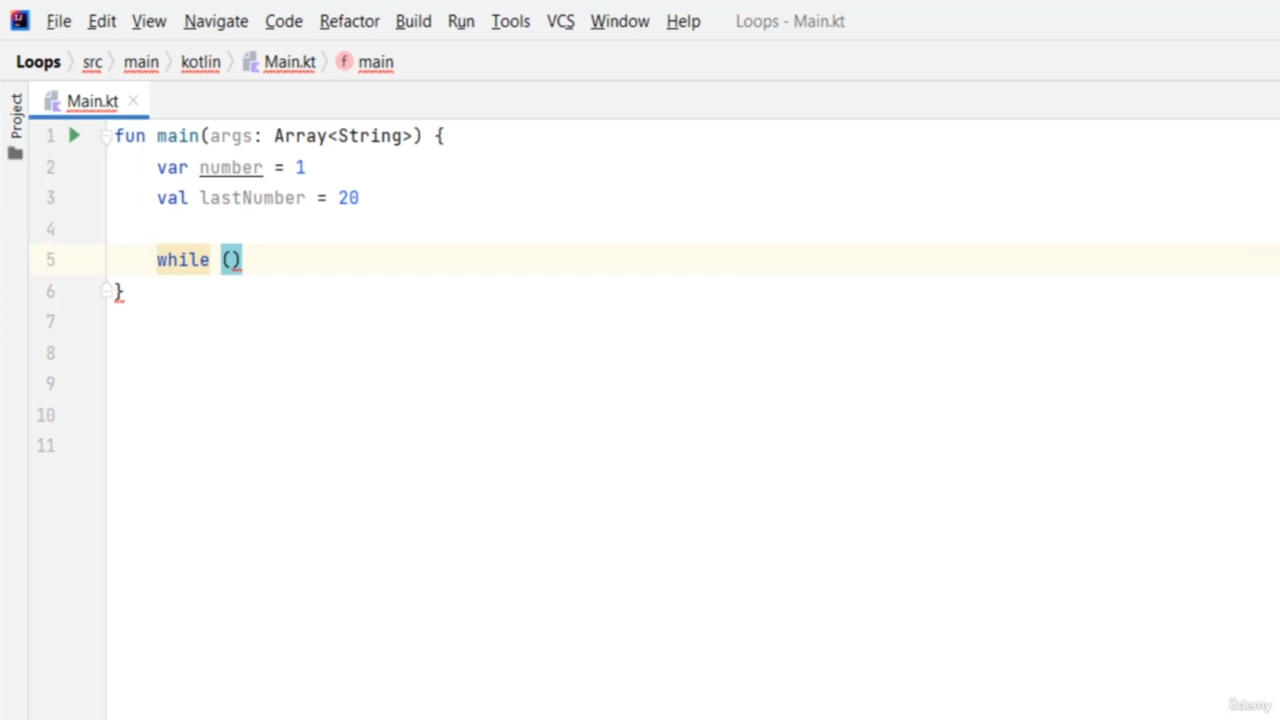 File Edit View Navigate Code Refactor Build Run Tools VCS Window Help Loops - Main.kt
Loops src main kotlin Main.kt f main
Main.kt
Project
1 fun main(args: Array<String>) {
2 var number = 1
3 val lastNumber = 20
4
5 while ()
6 }
7
8
9
10
11
ûdemy